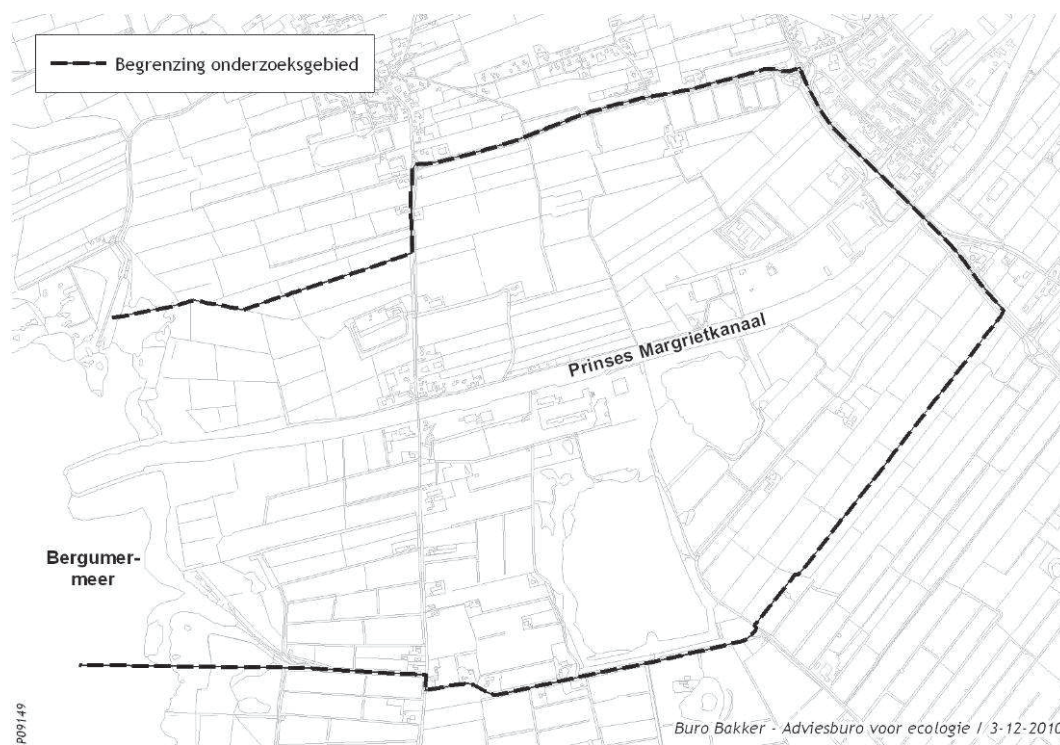 Begrenzing onderzoeksgebied
Prinses Margrietkanaal
Bergumer-
meer
P09149
Buro Bakker - Adviesburo voor ecologie / 3-12-2010